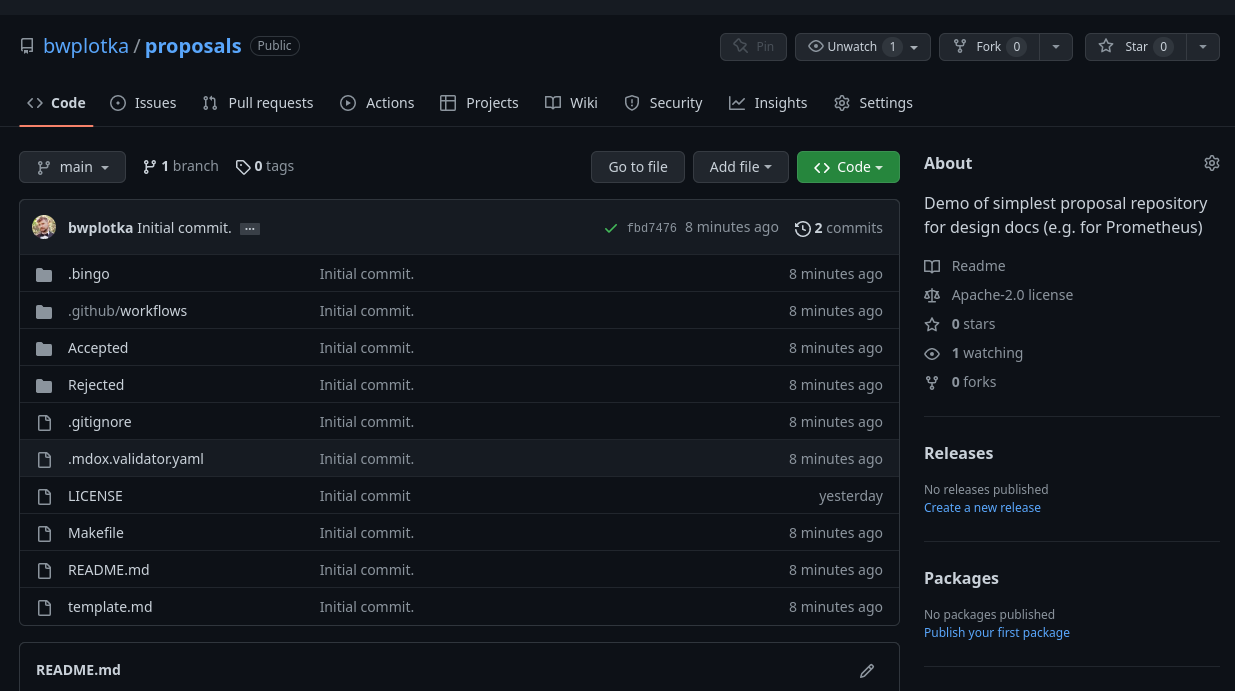 bwplotka / proposals Public
Pin Unwatch 1 Fork 0 Star 0
Code Issues Pull requests Actions Projects Wiki Security Insights Settings
main 1 branch 0 tags Go to file Add file Code
bwplotka Initial commit. ... fbd7476 8 minutes ago 2 commits
.bingo Initial commit. 8 minutes ago
.github/workflows Initial commit. 8 minutes ago
Accepted Initial commit. 8 minutes ago
Rejected Initial commit. 8 minutes ago
.gitignore Initial commit. 8 minutes ago
.mdox.validator.yaml Initial commit. 8 minutes ago
LICENSE Initial commit yesterday
Makefile Initial commit. 8 minutes ago
README.md Initial commit. 8 minutes ago
template.md Initial commit. 8 minutes ago
README.md
About
Demo of simplest proposal repository
for design docs (e.g. for Prometheus)
Readme
Apache-2.0 license
0 stars
1 watching
0 forks
Releases
No releases published
Create a new release
Packages
No packages published
Publish your first package